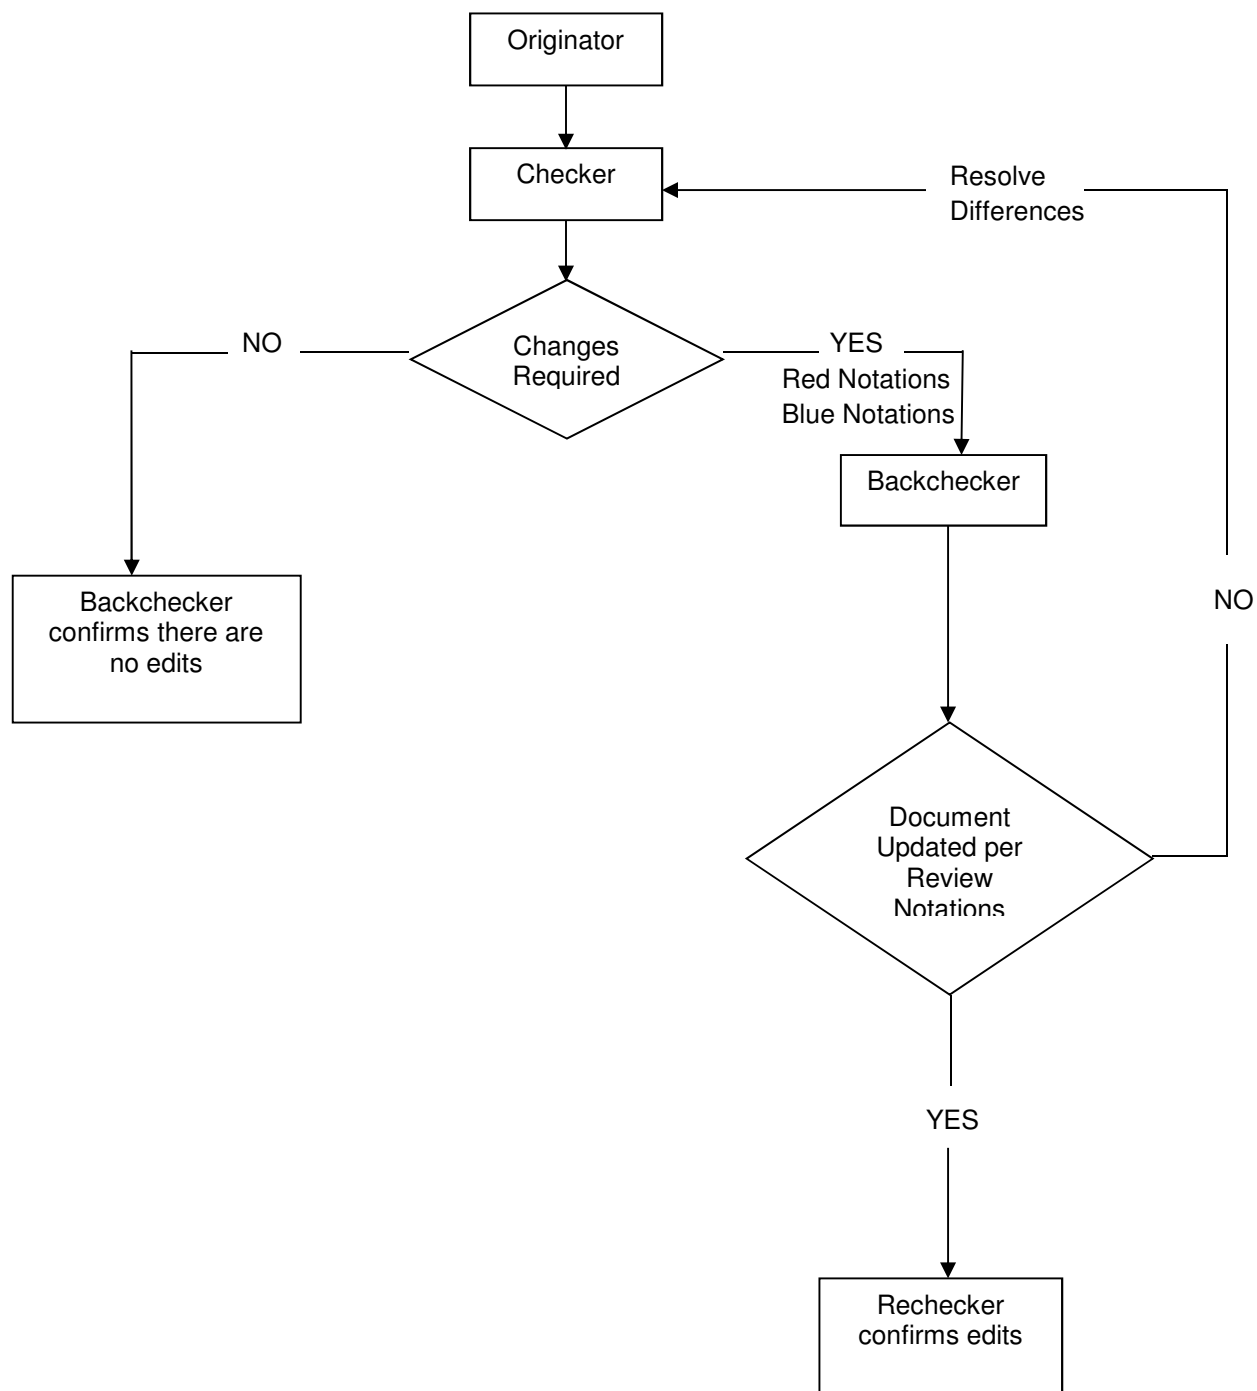 Originator
Checker
Resolve
Differences
NO
Changes
Required
YES
Red Notations
Blue Notations
Backchecker
Backchecker
confirms there are
no edits
NO
Document
Updated per
Review
Notations
YES
Rechecker
confirms edits